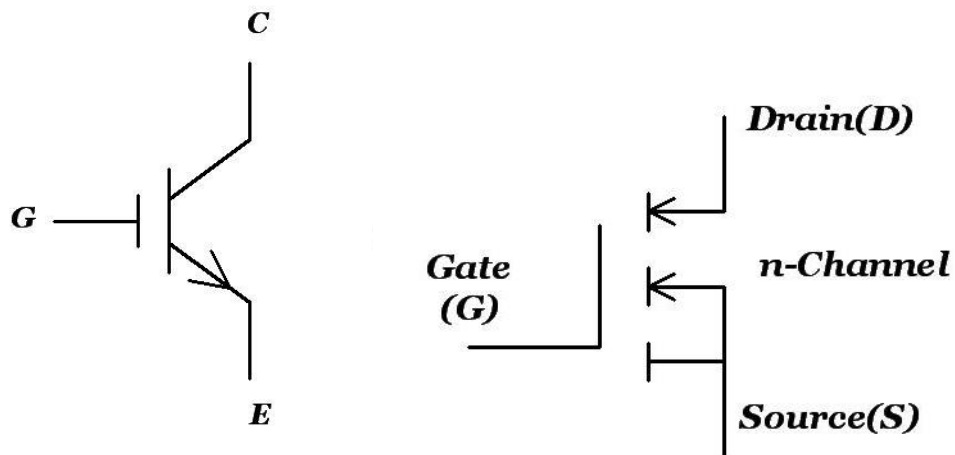 C
G
E
Drain(D)
Gate
(G)
n-Channel
Source(S)